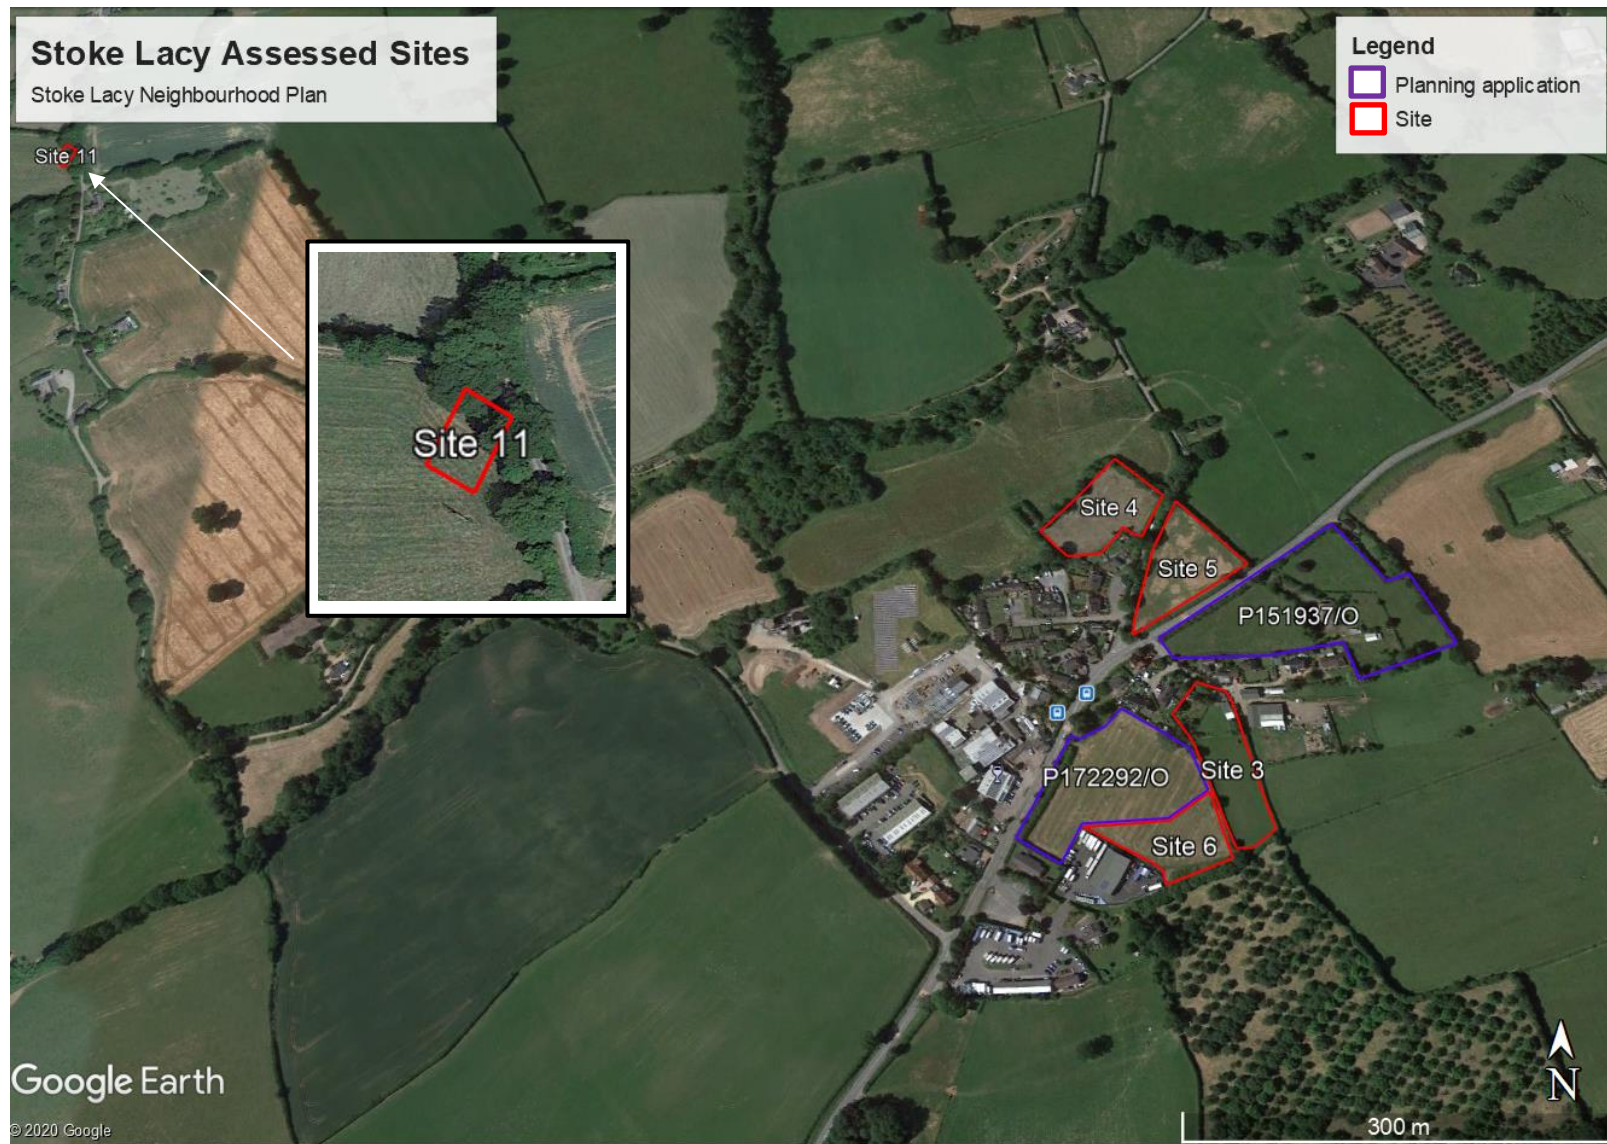 Stoke Lacy Assessed Sites
Stoke Lacy Neighbourhood Plan
Legend
Planning application
Site
Site 11
Site 11
Site 4
Site 5
P151937/O
P172292/O
Site 3
Site 6
Google Earth
© 2020 Google
N
300 m